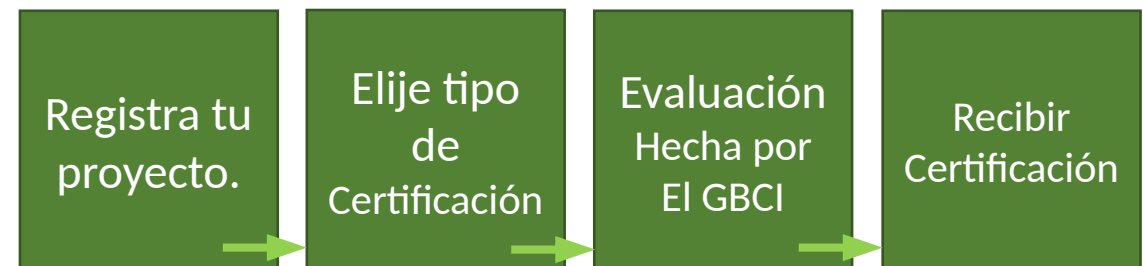 Registra tu
proyecto.
Elije tipo
de
Certificación
Evaluación
Hecha por
El GBCI
Recibir
Certificación